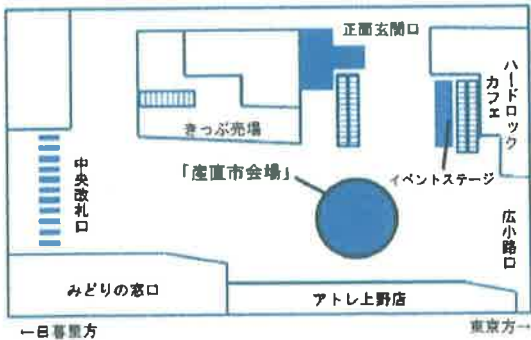 正面玄関口
ハードロック
カフェ
きっぷ売場
「産直市会場」
イベントステージ
中央改札口
広小路口
みどりの窓口
アトレ上野店
←日暮里方
東京方→